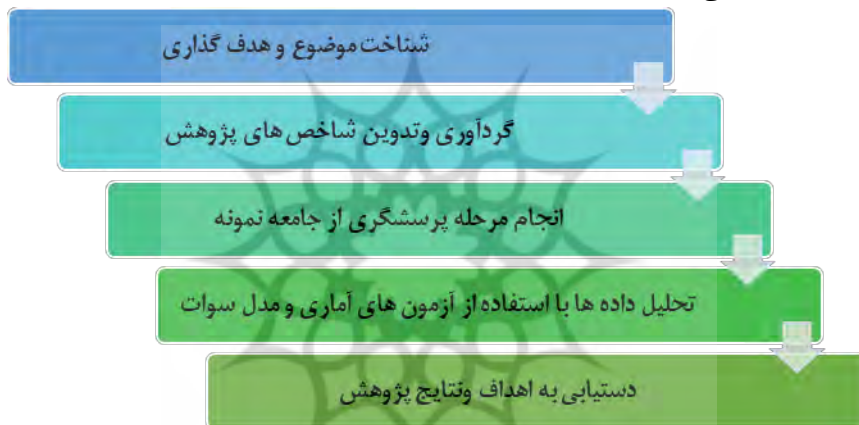 شناخت موضوع و هدف گذاری
گردآوری وتدوین شاخص های پژوهش
انجام مرحله پرسشگری از جامعه نمونه
تحلیل داده ها با استفاده از آزمون های آماری و مدل سوات
دستیابی به اهداف ونتایج پژوهش